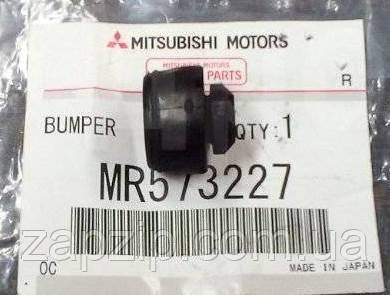 MITSUBISHI MOTORS
MITSUBISHI MOTORS
PARTS
R
BUMPER QTY:1
MR573227
zapzip.com.ua
OC MADE IN JAPAN